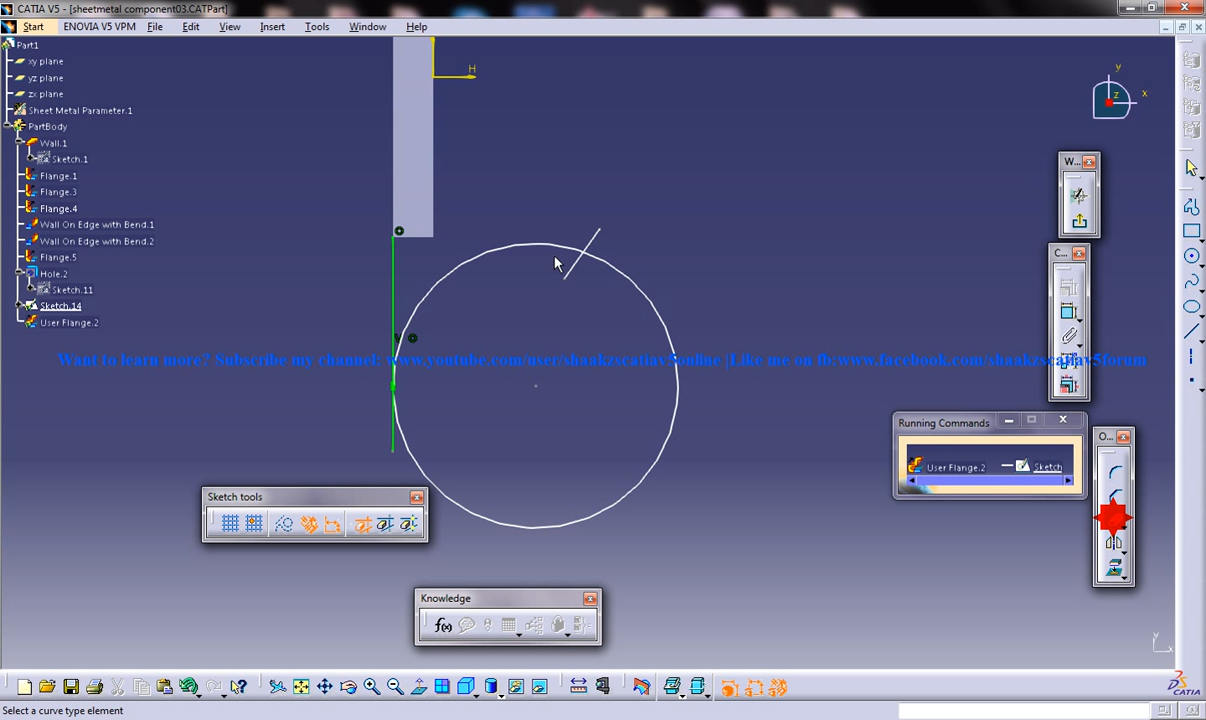 CATIA V5 - [sheetmetal component03.CATPart]
Start ENOVIA V5 VPM File Edit View Insert Tools Window Help
Part1
xy plane
yz plane
zx plane
Sheet Metal Parameter.1
PartBody
Wall.1
Sketch.1
Flange.1
Flange.3
Flange.4
Wall On Edge with Bend.1
Wall On Edge with Bend.2
Flange.5
Hole.2
Sketch.11
Sketch.14
User Flange.2
H
V
y
x
z
W...
C...
Want to learn more? Subscribe my channel: www.youtube.com/user/shaakzscatiav5online |Like me on fb:www.facebook.com/shaakzscatiav5forum
Running Commands
User Flange.2 Sketch
O...
Sketch tools
Knowledge
f(x)
y
x
CATIA
Select a curve type element